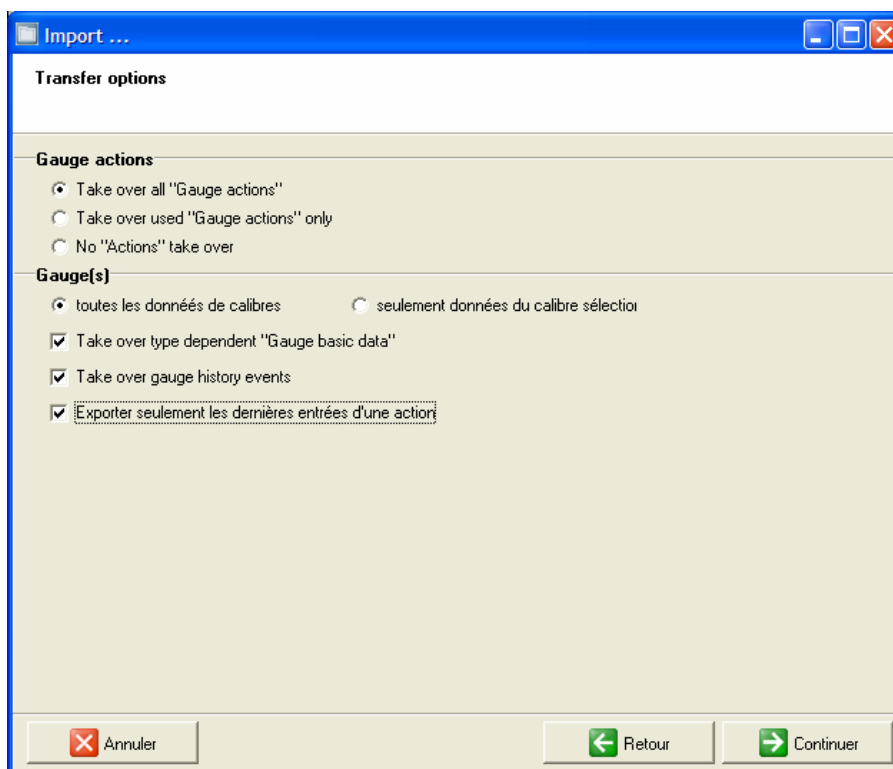 Import ...
Transfer options
Gauge actions
Take over all "Gauge actions"
Take over used "Gauge actions" only
No "Actions" take over
Gauge(s)
toutes les donnéés de calibres seulement données du calibre sélectior
Take over type dependent "Gauge basic data"
Take over gauge history events
Exporter seulement les dernières entrées d'une action
Annuler Retour Continuer